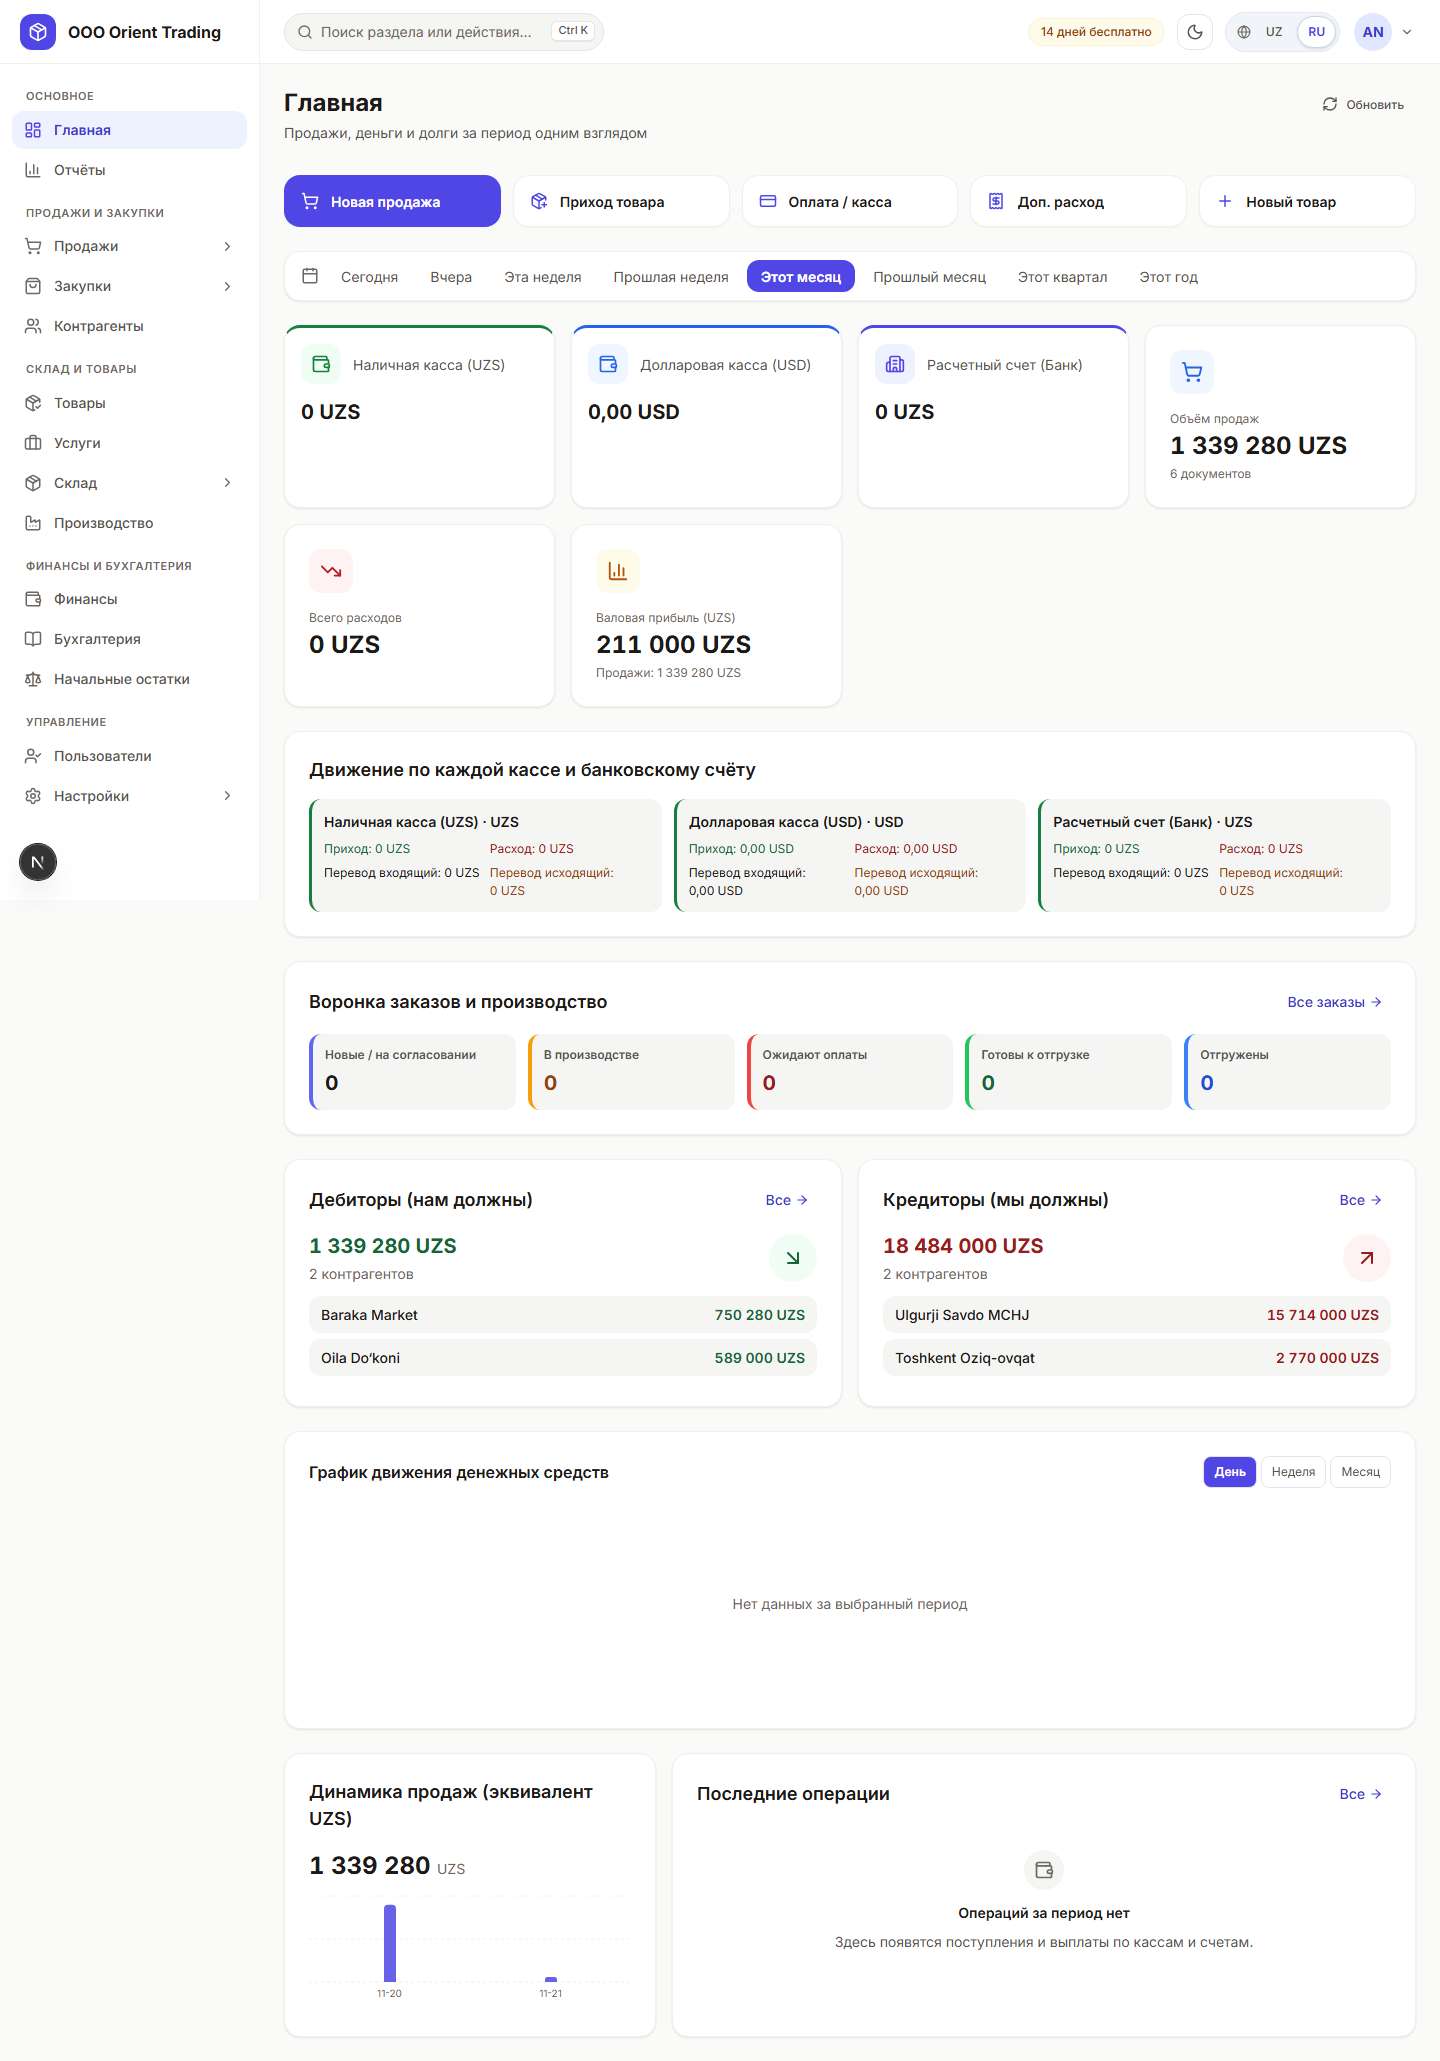 ООО Orient Trading
Поиск раздела или действия...
Ctrl K
14 дней бесплатно
UZ
RU
AN
ОСНОВНОЕ
Главная
Отчёты
ПРОДАЖИ И ЗАКУПКИ
Продажи
Закупки
Контрагенты
СКЛАД И ТОВАРЫ
Товары
Услуги
Склад
Производство
ФИНАНСЫ И БУХГАЛТЕРИЯ
Финансы
Бухгалтерия
Начальные остатки
УПРАВЛЕНИЕ
Пользователи
Настройки
N
Главная
Продажи, деньги и долги за период одним взглядом
Обновить
Новая продажа
Приход товара
Оплата / касса
Доп. расход
Новый товар
Сегодня
Вчера
Эта неделя
Прошлая неделя
Этот месяц
Прошлый месяц
Этот квартал
Этот год
Наличная касса (UZS)
0 UZS
Долларовая касса (USD)
0,00 USD
Расчетный счет (Банк)
0 UZS
Объём продаж
1 339 280 UZS
6 документов
Всего расходов
0 UZS
Валовая прибыль (UZS)
211 000 UZS
Продажи: 1 339 280 UZS
Движение по каждой кассе и банковскому счёту
Наличная касса (UZS) · UZS
Приход: 0 UZS
Расход: 0 UZS
Перевод входящий: 0 UZS
Перевод исходящий:
0 UZS
Долларовая касса (USD) · USD
Приход: 0,00 USD
Расход: 0,00 USD
Перевод входящий:
0,00 USD
Перевод исходящий:
0,00 USD
Расчетный счет (Банк) · UZS
Приход: 0 UZS
Расход: 0 UZS
Перевод входящий: 0 UZS
Перевод исходящий:
0 UZS
Воронка заказов и производство
Все заказы →
Новые / на согласовании
0
В производстве
0
Ожидают оплаты
0
Готовы к отгрузке
0
Отгружены
0
Дебиторы (нам должны)
Все →
1 339 280 UZS
2 контрагентов
Baraka Market
750 280 UZS
Oila Do‘koni
589 000 UZS
Кредиторы (мы должны)
Все →
18 484 000 UZS
2 контрагентов
Ulgurji Savdo MCHJ
15 714 000 UZS
Toshkent Oziq-ovqat
2 770 000 UZS
График движения денежных средств
День
Неделя
Месяц
Нет данных за выбранный период
Динамика продаж (эквивалент
UZS)
1 339 280 UZS
11-20
11-21
Последние операции
Все →
Операций за период нет
Здесь появятся поступления и выплаты по кассам и счетам.